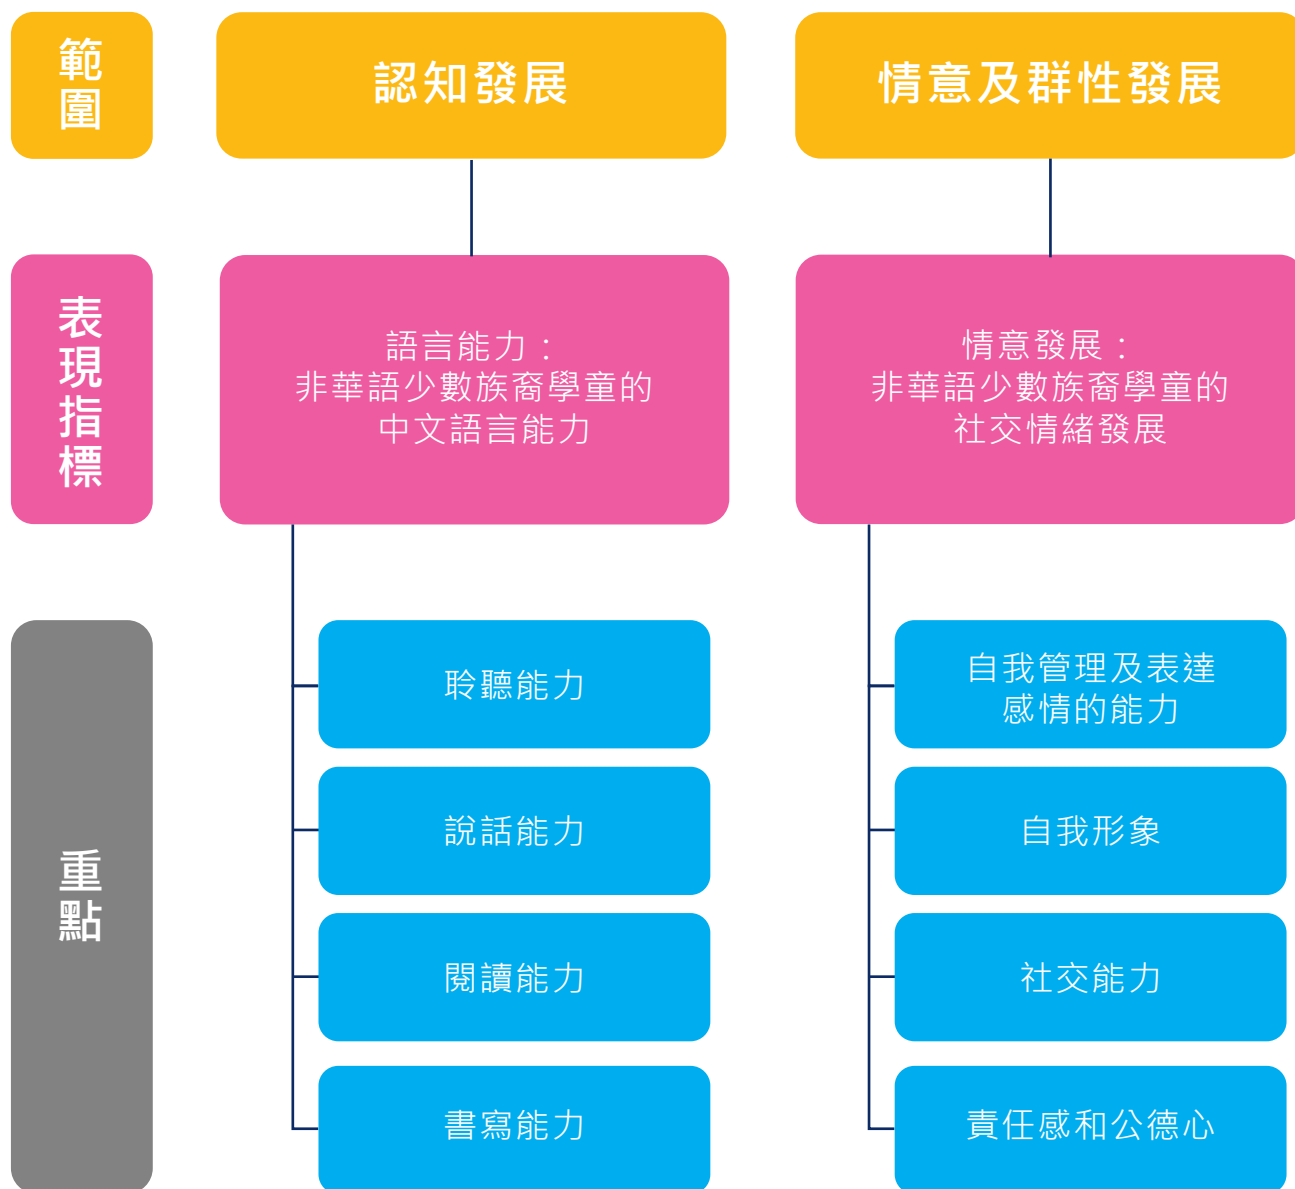 範圍
認知發展
情意及群性發展
表現指標
語言能力：
非華語少數族裔學童的
中文語言能力
情意發展：
非華語少數族裔學童的
社交情緒發展
重點
聆聽能力
說話能力
閱讀能力
書寫能力
自我管理及表達
感情的能力
自我形象
社交能力
責任感和公德心